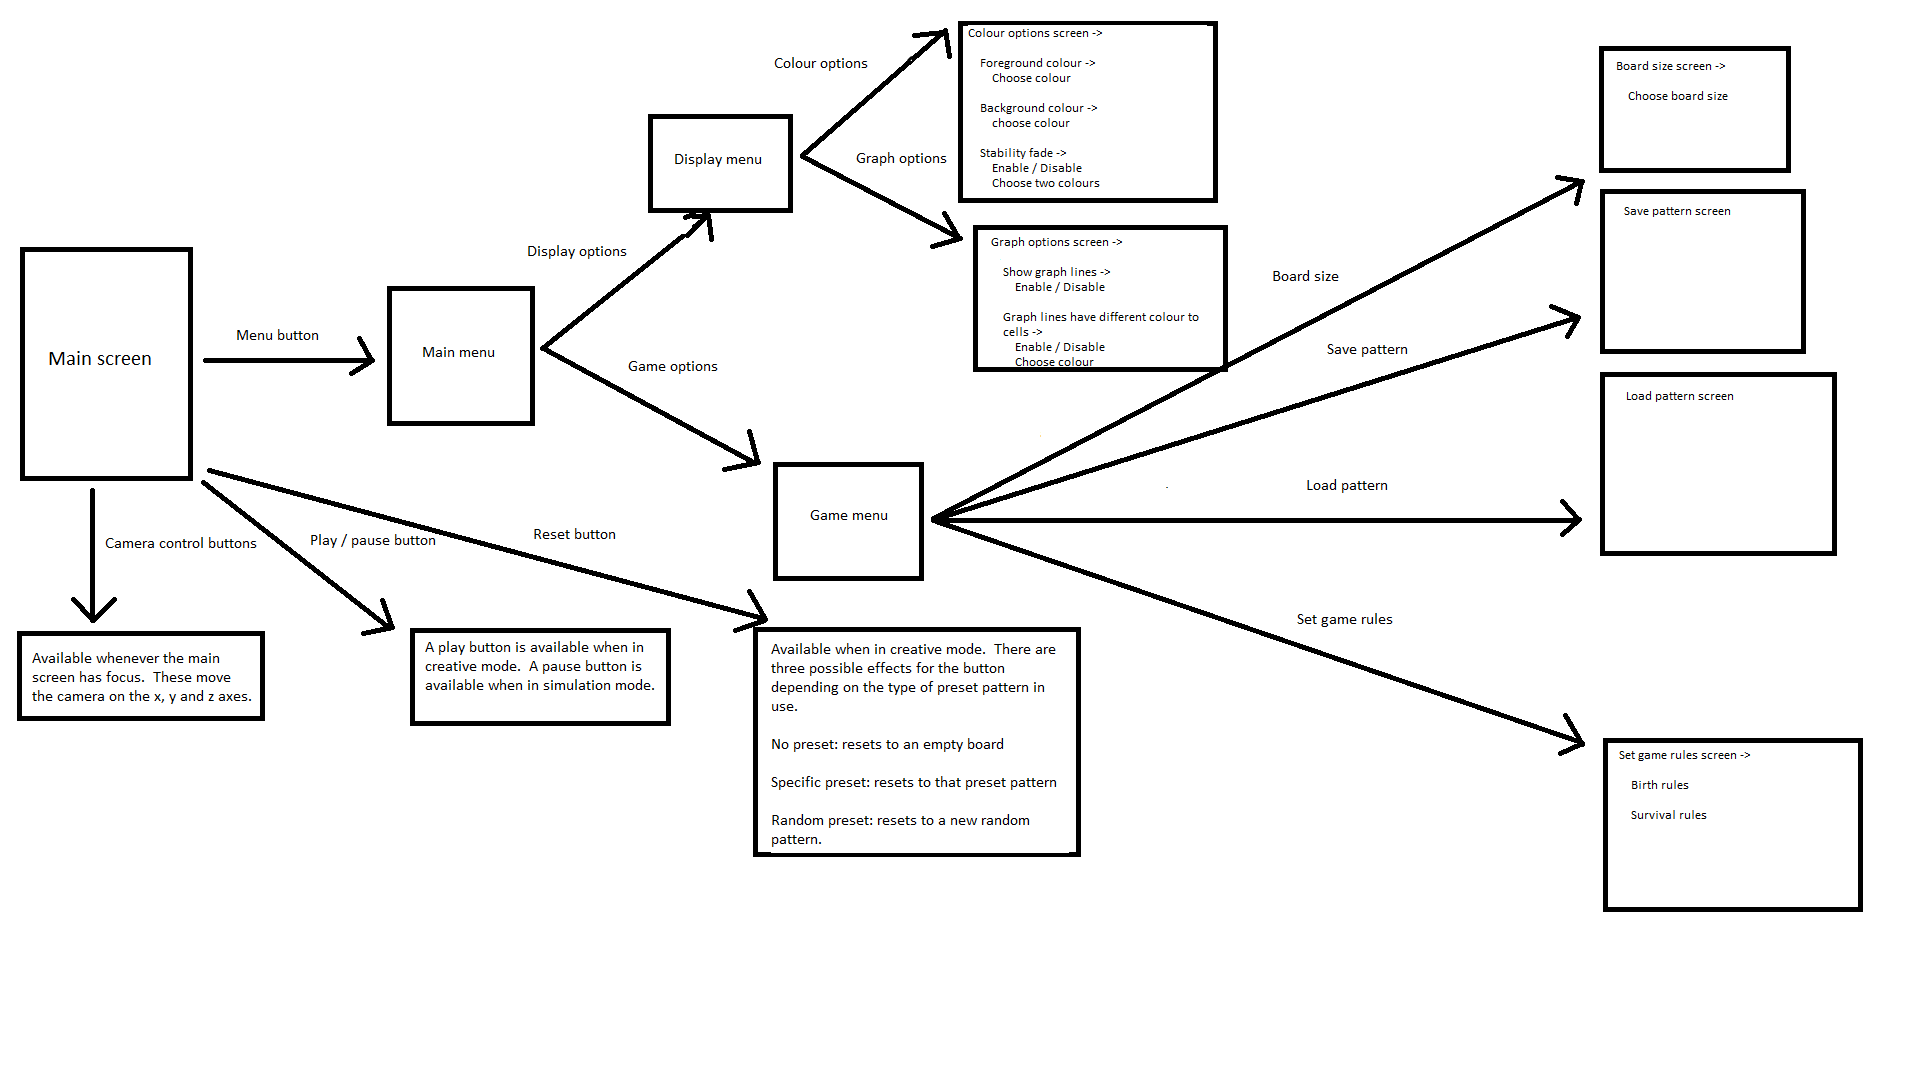 Main screen
Menu button
Main menu
Display options
Game options
Display menu
Colour options
Graph options
Colour options screen ->
Foreground colour ->
Choose colour
Background colour ->
choose colour
Stability fade ->
Enable / Disable
Choose two colours
Graph options screen ->
Show graph lines ->
Enable / Disable
Graph lines have different colour to
cells ->
Enable / Disable
Choose colour
Game menu
Board size
Save pattern
Load pattern
Set game rules
Board size screen ->
Choose board size
Save pattern screen
Load pattern screen
Set game rules screen ->
Birth rules
Survival rules
Camera control buttons
Play / pause button
Reset button
Available whenever the main
screen has focus.  These move
the camera on the x, y and z axes.
A play button is available when in
creative mode.  A pause button is
available when in simulation mode.
Available when in creative mode.  There are
three possible effects for the button
depending on the type of preset pattern in
use.
No preset: resets to an empty board
Specific preset: resets to that preset pattern
Random preset: resets to a new random
pattern.